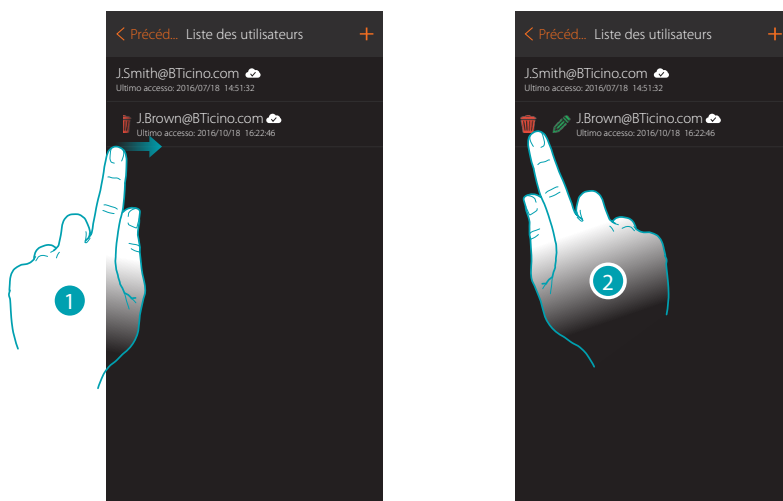 Précéd... Liste des utilisateurs +
J.Smith@BTicino.com
Ultimo accesso: 2016/07/18 14:51:32
J.Brown@BTicino.com
Ultimo accesso: 2016/10/18 16:22:46
1
Précéd... Liste des utilisateurs +
J.Smith@BTicino.com
Ultimo accesso: 2016/07/18 14:51:32
J.Brown@BTicino.com
Ultimo accesso: 2016/10/18 16:22:46
2